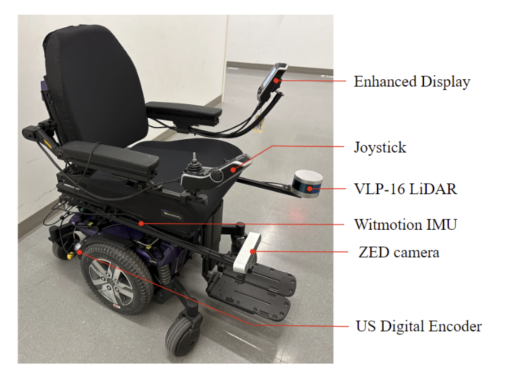 Enhanced Display
Joystick
VLP-16 LiDAR
Witmotion IMU
ZED camera
US Digital Encoder